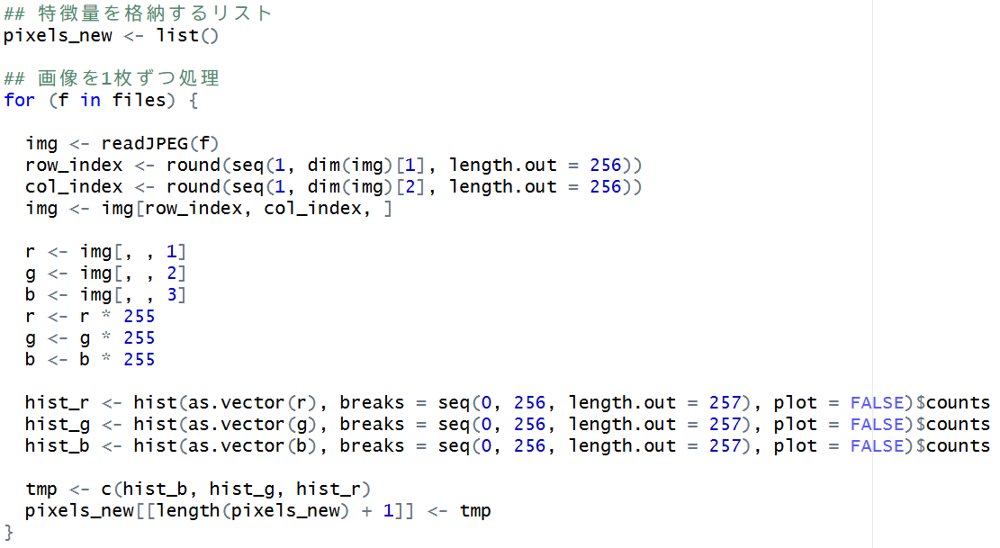 ## 特徴量を格納するリスト
pixels_new <- list()
## 画像を1枚ずつ処理
for (f in files) {
  img <- readJPEG(f)
  row_index <- round(seq(1, dim(img)[1], length.out = 256))
  col_index <- round(seq(1, dim(img)[2], length.out = 256))
  img <- img[row_index, col_index, ]
  r <- img[, , 1]
  g <- img[, , 2]
  b <- img[, , 3]
  r <- r * 255
  g <- g * 255
  b <- b * 255
  hist_r <- hist(as.vector(r), breaks = seq(0, 256, length.out = 257), plot = FALSE)$counts
  hist_g <- hist(as.vector(g), breaks = seq(0, 256, length.out = 257), plot = FALSE)$counts
  hist_b <- hist(as.vector(b), breaks = seq(0, 256, length.out = 257), plot = FALSE)$counts
  tmp <- c(hist_b, hist_g, hist_r)
  pixels_new[[length(pixels_new) + 1]] <- tmp
}